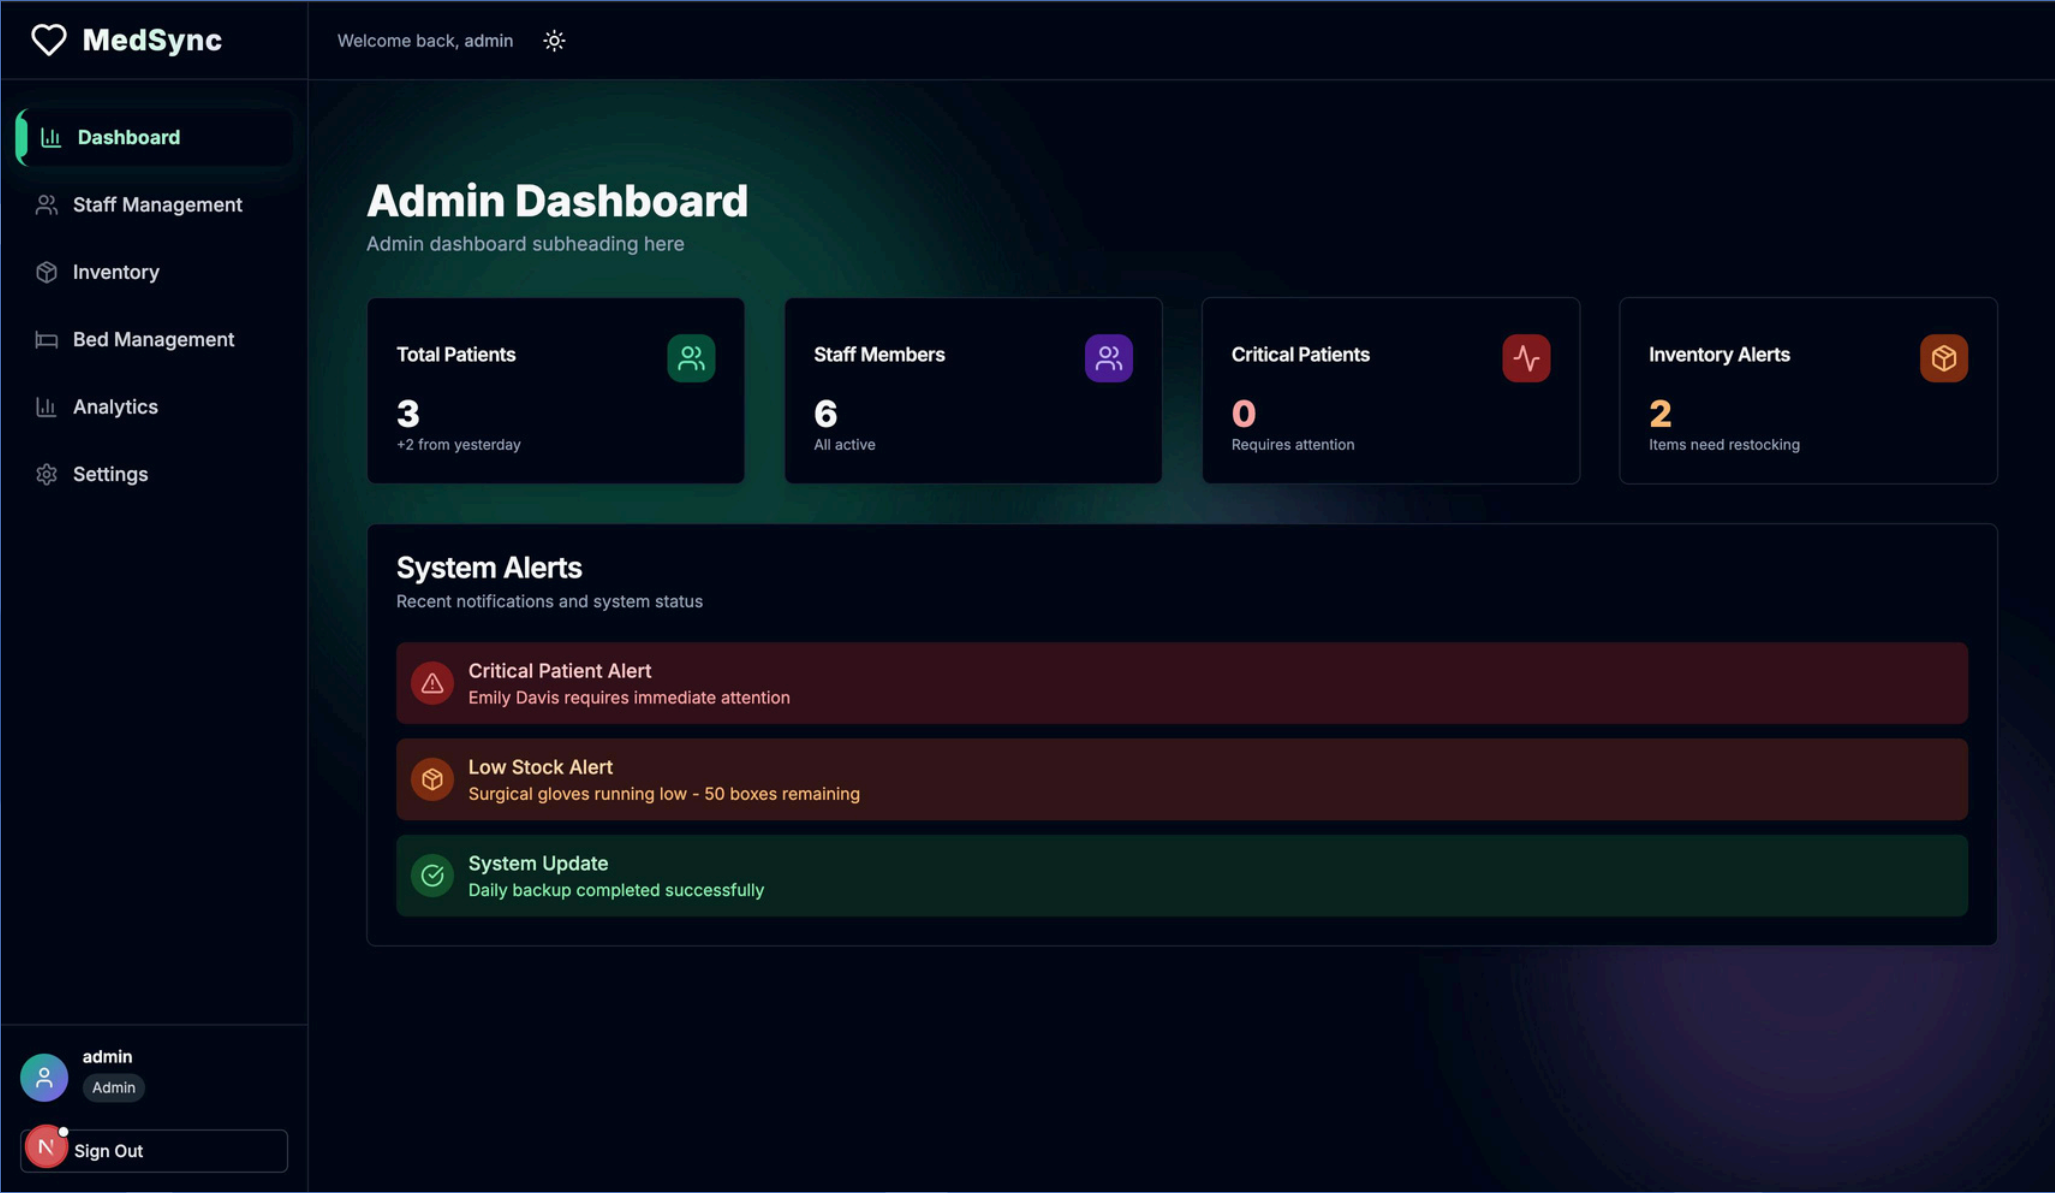 MedSync
Welcome back, admin
Dashboard
Staff Management
Inventory
Bed Management
Analytics
Settings
Admin Dashboard
Admin dashboard subheading here
Total Patients
3
+2 from yesterday
Staff Members
6
All active
Critical Patients
0
Requires attention
Inventory Alerts
2
Items need restocking
System Alerts
Recent notifications and system status
Critical Patient Alert
Emily Davis requires immediate attention
Low Stock Alert
Surgical gloves running low - 50 boxes remaining
System Update
Daily backup completed successfully
admin
Admin
N
Sign Out